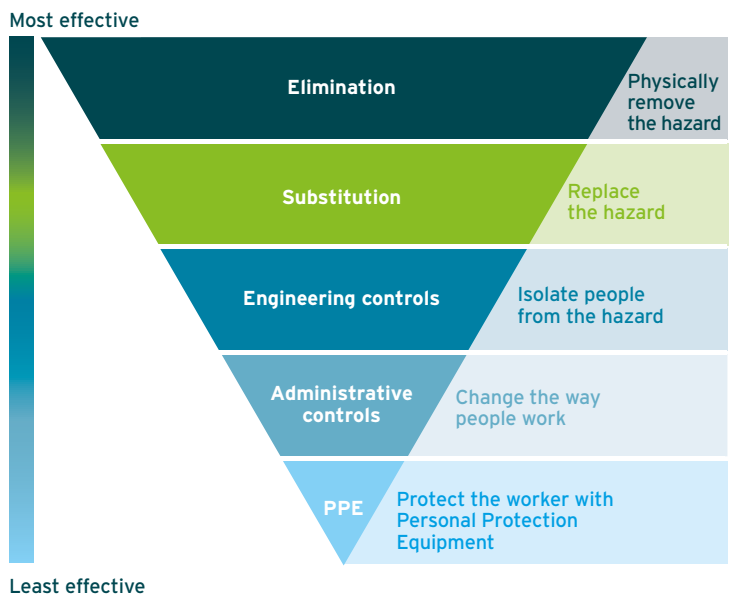 Most effective
Elimination
Physically
remove
the hazard
Substitution
Replace
the hazard
Engineering controls
Isolate people
from the hazard
Administrative
controls
Change the way
people work
PPE
Protect the worker with
Personal Protection
Equipment
Least effective